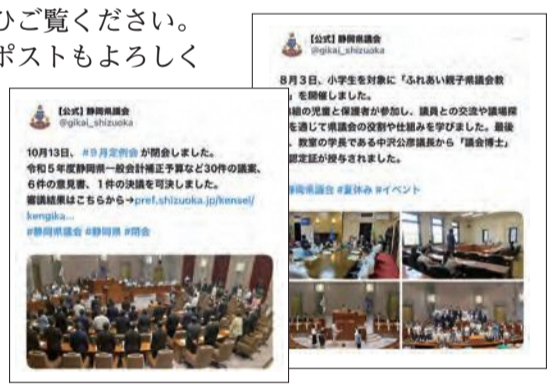 ひご覧ください。
ポストもよろしく
【公式】静岡県議会
@gikai_shizuoka
8月3日、小学生を対象に「ふれあい親子県議会教
」を開催しました。
組の児童と保護者が参加し、議員との交流や議場探
を通じて県議会の役割や仕組みを学びました。最後
、教室の学長である中沢公彦議長から「議会博士」
認定証が授与されました。
静岡県議会 #夏休み #イベント
【公式】静岡県議会
@gikai_shizuoka
10月13日、#9月定例会 が閉会しました。
令和5年度静岡県一般会計補正予算など30件の議案、
6件の意見書、1件の決議を可決しました。
審議結果はこちらから→pref.shizuoka.jp/kensei/
kengika...
#静岡県議会 #静岡県 #閉会